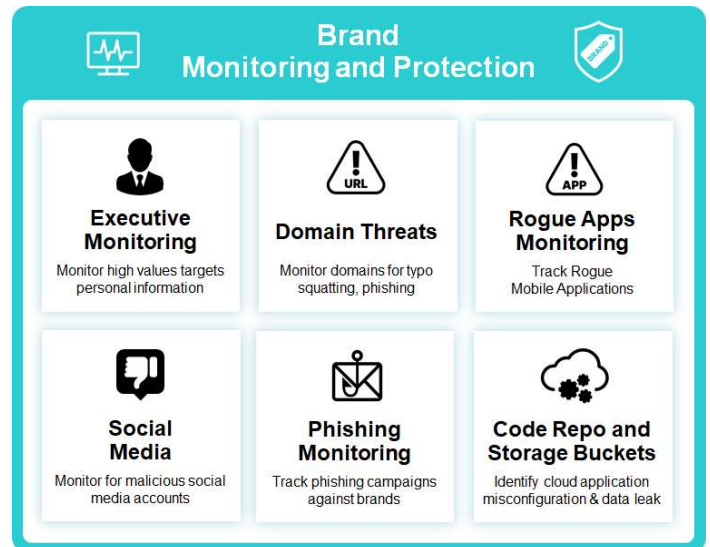 Brand
Monitoring and Protection
BRAND
Executive
Monitoring
Monitor high values targets
personal information
URL
Domain Threats
Monitor domains for typo
squatting, phishing
APP
Rogue Apps
Monitoring
Track Rogue
Mobile Applications
Social
Media
Monitor for malicious social
media accounts
Phishing
Monitoring
Track phishing campaigns
against brands
Code Repo and
Storage Buckets
Identify cloud application
misconfiguration & data leak